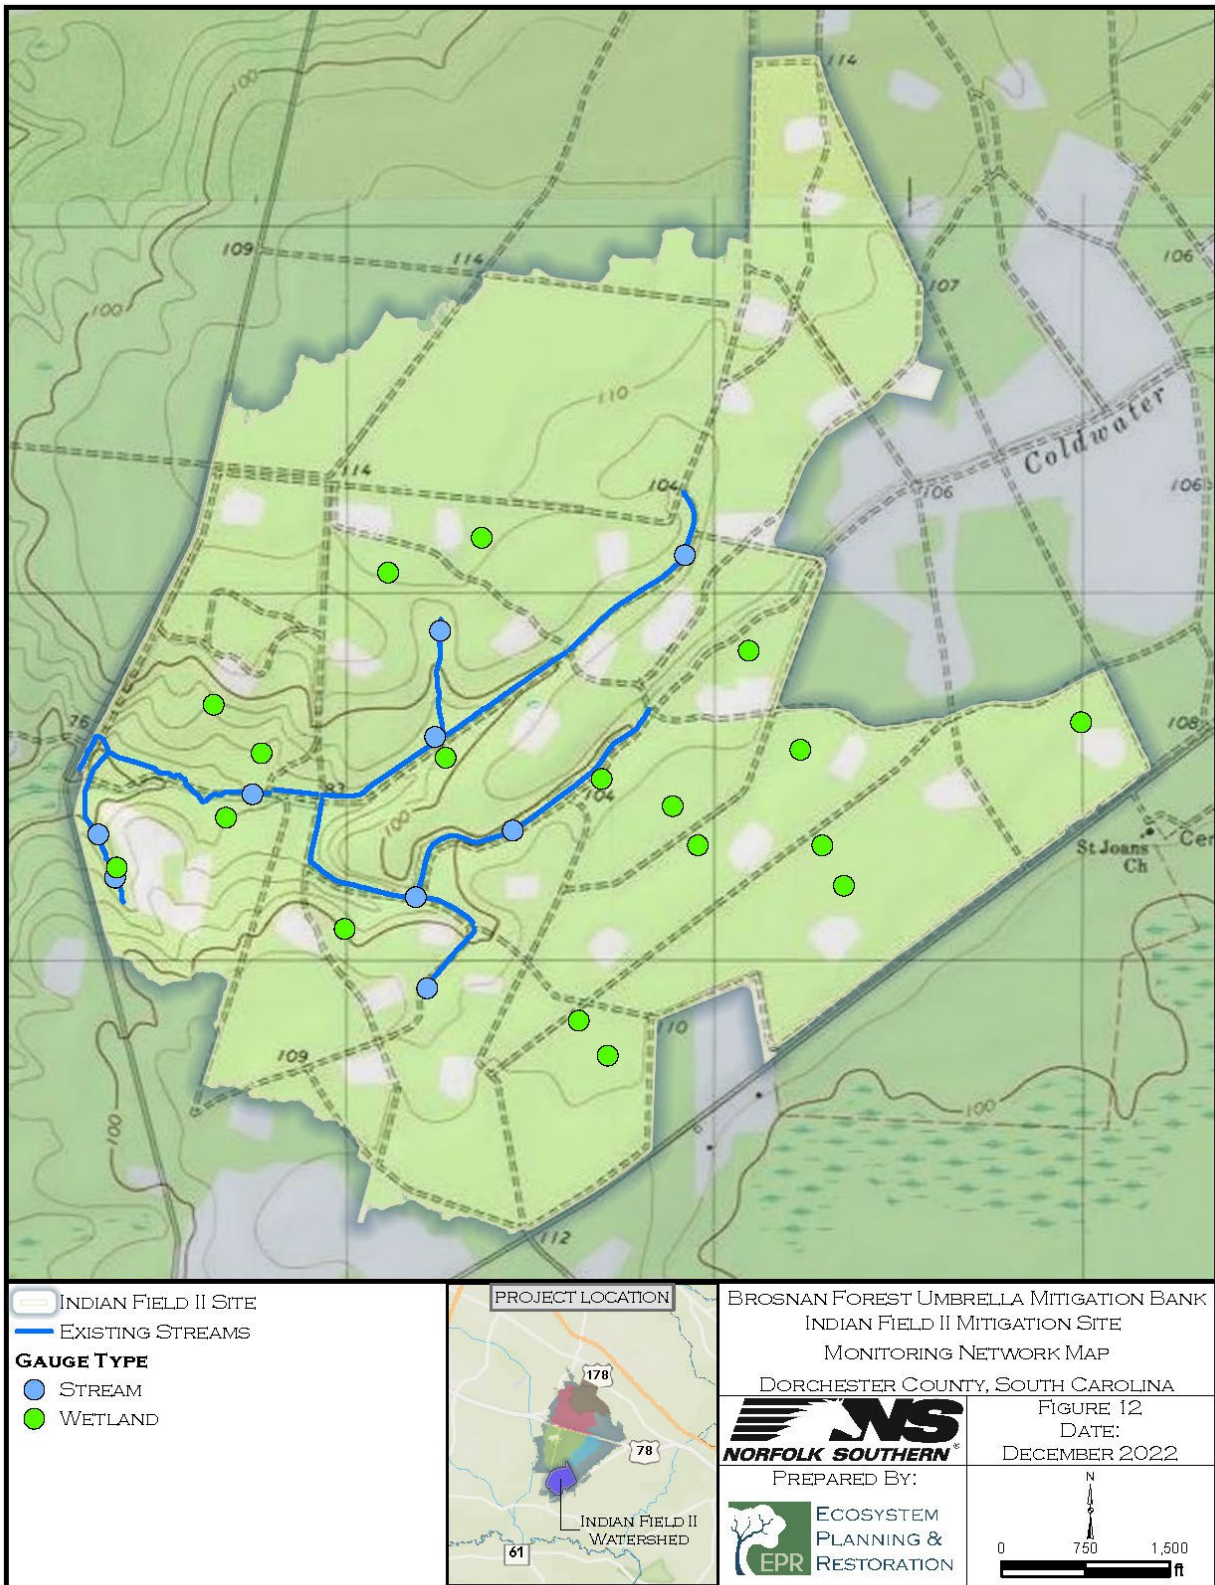 114
100
109
114
107
106
100
110
Coldwater
114
104
106
106
76
108
83
104
100
St Joans
Ch
Cem
110
109
100
100
112
INDIAN FIELD II SITE
EXISTING STREAMS
GAUGE TYPE
STREAM
WETLAND
PROJECT LOCATION
178
78
INDIAN FIELD II
WATERSHED
61
BROSNAN FOREST UMBRELLA MITIGATION BANK
INDIAN FIELD II MITIGATION SITE
MONITORING NETWORK MAP
DORCHESTER COUNTY, SOUTH CAROLINA
NS
NORFOLK SOUTHERN®
FIGURE 12
DATE:
DECEMBER 2022
PREPARED BY:
EPR
ECOSYSTEM
PLANNING &
RESTORATION
N
0 750 1,500
ft